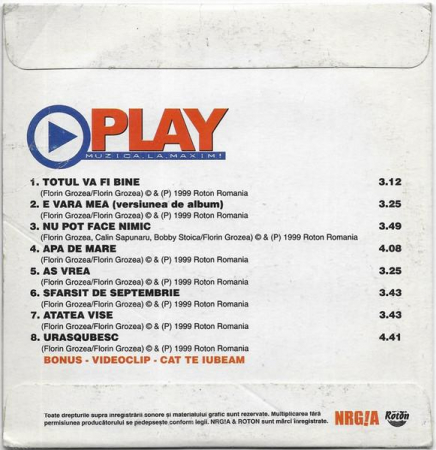 PLAY
MUZICA.LA.MAXIM!
1. TOTUL VA FI BINE 3.12
(Florin Grozea/Florin Grozea) © & (P) 1999 Roton Romania
2. E VARA MEA (versiunea de album) 3.25
(Florin Grozea/Florin Grozea) © & (P) 1999 Roton Romania
3. NU POT FACE NIMIC 3.49
(Florin Grozea, Calin Sapunaru, Bobby Stoica/Florin Grozea) © & (P) 1999 Roton Romania
4. APA DE MARE 4.08
(Florin Grozea/Florin Grozea) © & (P) 1999 Roton Romania
5. AS VREA 3.25
(Florin Grozea/Florin Grozea) © & (P) 1999 Roton Romania
6. SFARSIT DE SEPTEMBRIE 3.43
(Florin Grozea/Florin Grozea) © & (P) 1999 Roton Romania
7. ATATEA VISE 3.43
(Florin Grozea/Florin Grozea) © & (P) 1999 Roton Romania
8. URASQUBESC 4.41
(Florin Grozea/Florin Grozea) © & (P) 1999 Roton Romania
BONUS - VIDEOCLIP - CAT TE IUBEAM
Toate drepturile supra inregistrării sonore şi materialului grafic sunt rezervate. Multiplicarea fără
permisiunea producătorului se pedepseşte conform legii. NRG!A & ROTON sunt mărci inregistrate.
NRG!A
Roton